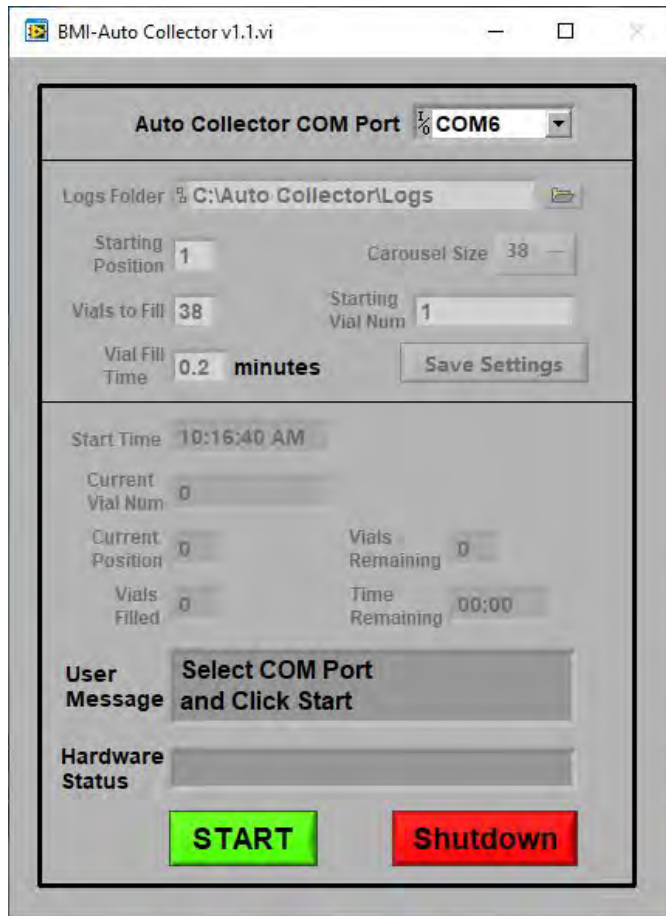 BMI-Auto Collector v1.1.vi
Auto Collector COM Port COM6
Logs Folder C:\Auto Collector\Logs
Starting
Position 1
Carousel Size 38
Vials to Fill 38
Starting
Vial Num 1
Vial Fill
Time 0.2 minutes
Save Settings
Start Time 10:16:40 AM
Current
Vial Num 0
Current
Position 0
Vials
Remaining 0
Vials
Filled 0
Time
Remaining 00:00
User
Message
Select COM Port
and Click Start
Hardware
Status
START
Shutdown